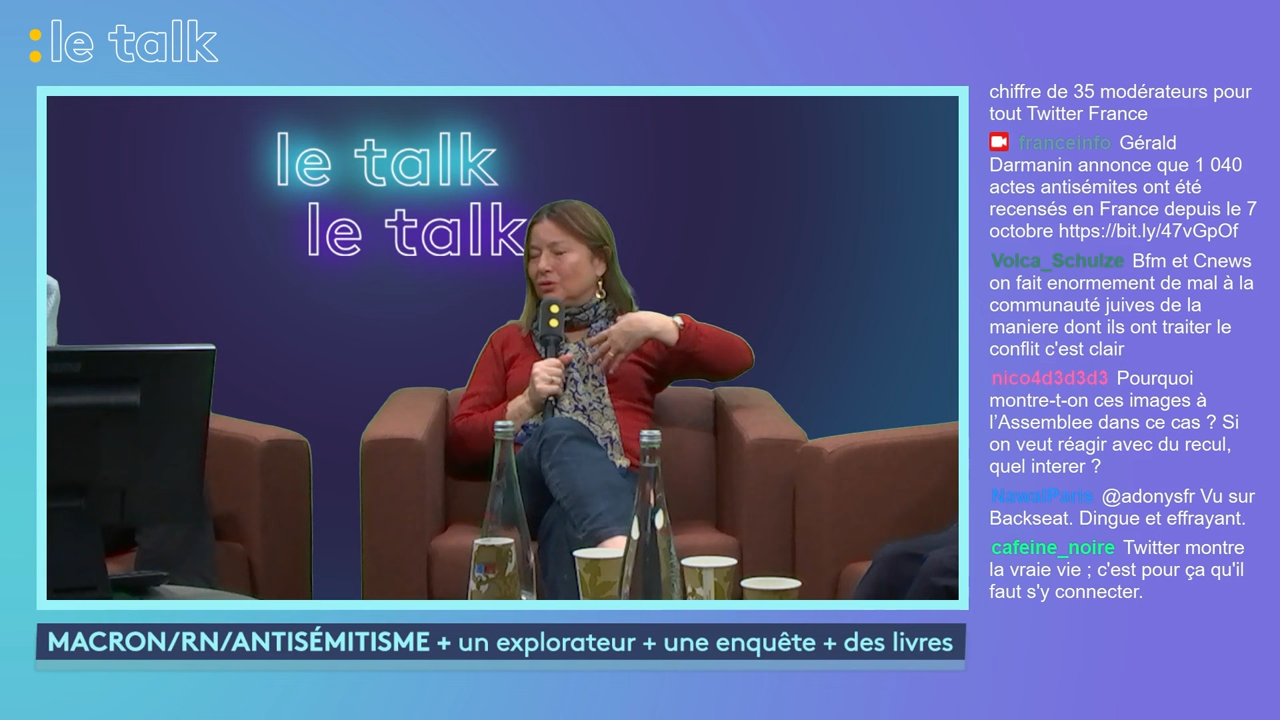 :le talk
le talk
le talk
MACRON/RN/ANTISÉMITISME + un explorateur + une enquête + des livres
chiffre de 35 modérateurs pour
tout Twitter France
franceinfo Gérald
Darmanin annonce que 1 040
actes antisémites ont été
recensés en France depuis le 7
octobre https://bit.ly/47vGpOf
Volca_Schulze Bfm et Cnews
on fait enormement de mal à la
communauté juives de la
maniere dont ils ont traiter le
conflit c'est clair
nico4d3d3d3 Pourquoi
montre-t-on ces images à
l'Assemblee dans ce cas ? Si
on veut réagir avec du recul,
quel interer ?
@adonysfr Vu sur
Backseat. Dingue et effrayant.
cafeine_noire Twitter montre
la vraie vie ; c'est pour ça qu'il
faut s'y connecter.